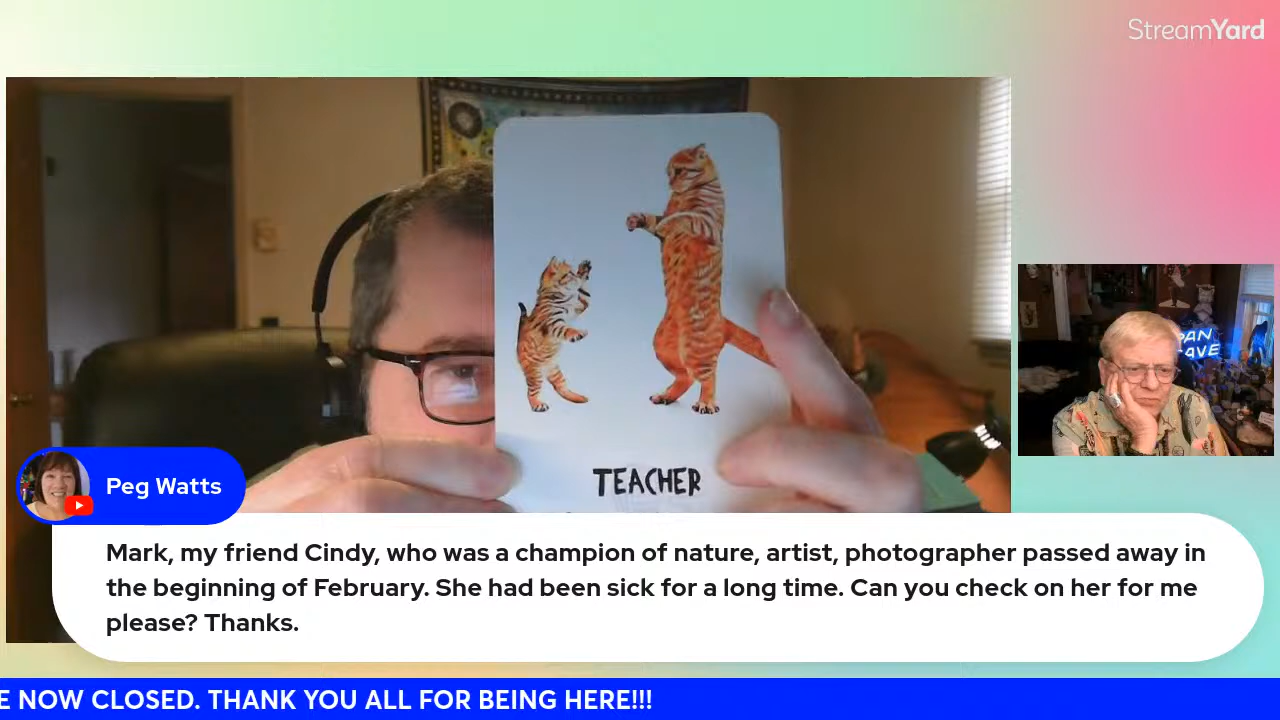 StreamYard
TEACHER
PAN
CAVE
Peg Watts
Mark, my friend Cindy, who was a champion of nature, artist, photographer passed away in
the beginning of February. She had been sick for a long time. Can you check on her for me
please? Thanks.
E NOW CLOSED. THANK YOU ALL FOR BEING HERE!!!